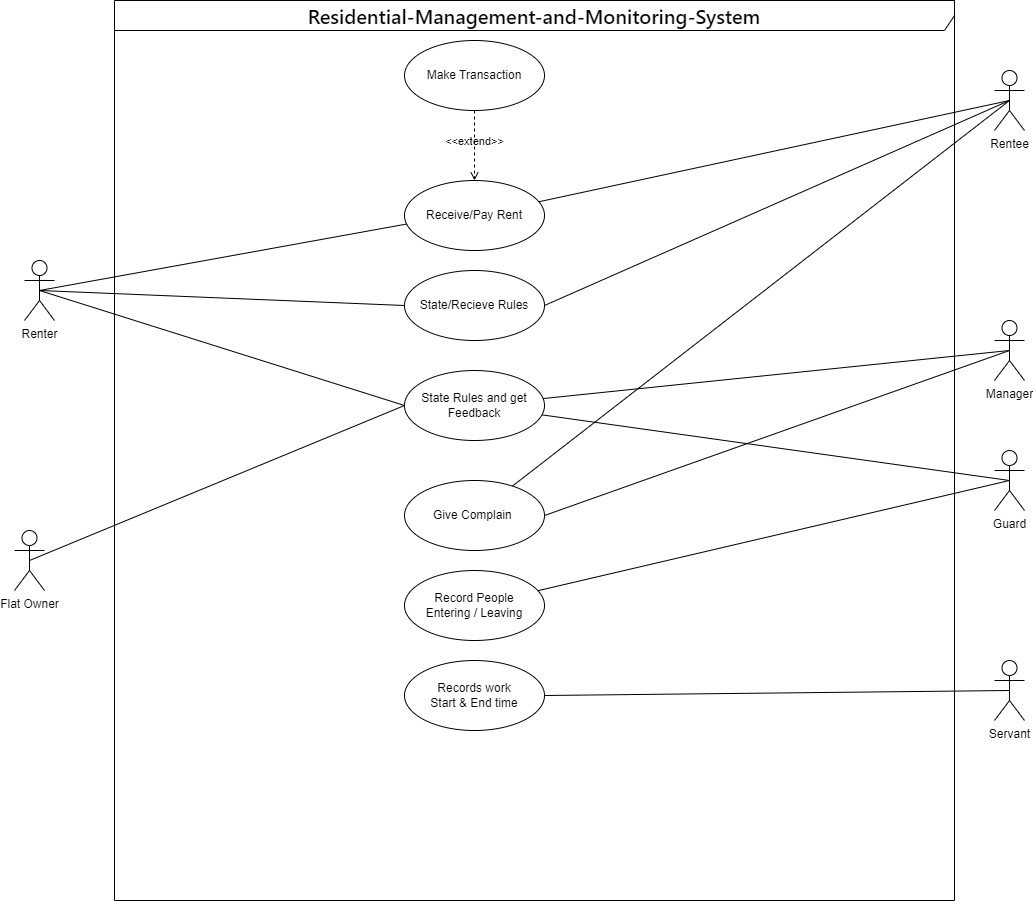 Residential-Management-and-Monitoring-System
Make Transaction
<<extend>>
Rentee
Receive/Pay Rent
State/Recieve Rules
Renter
Manager
State Rules and get
Feedback
Give Complain
Guard
Record People
Entering / Leaving
Flat Owner
Records work
Start & End time
Servant